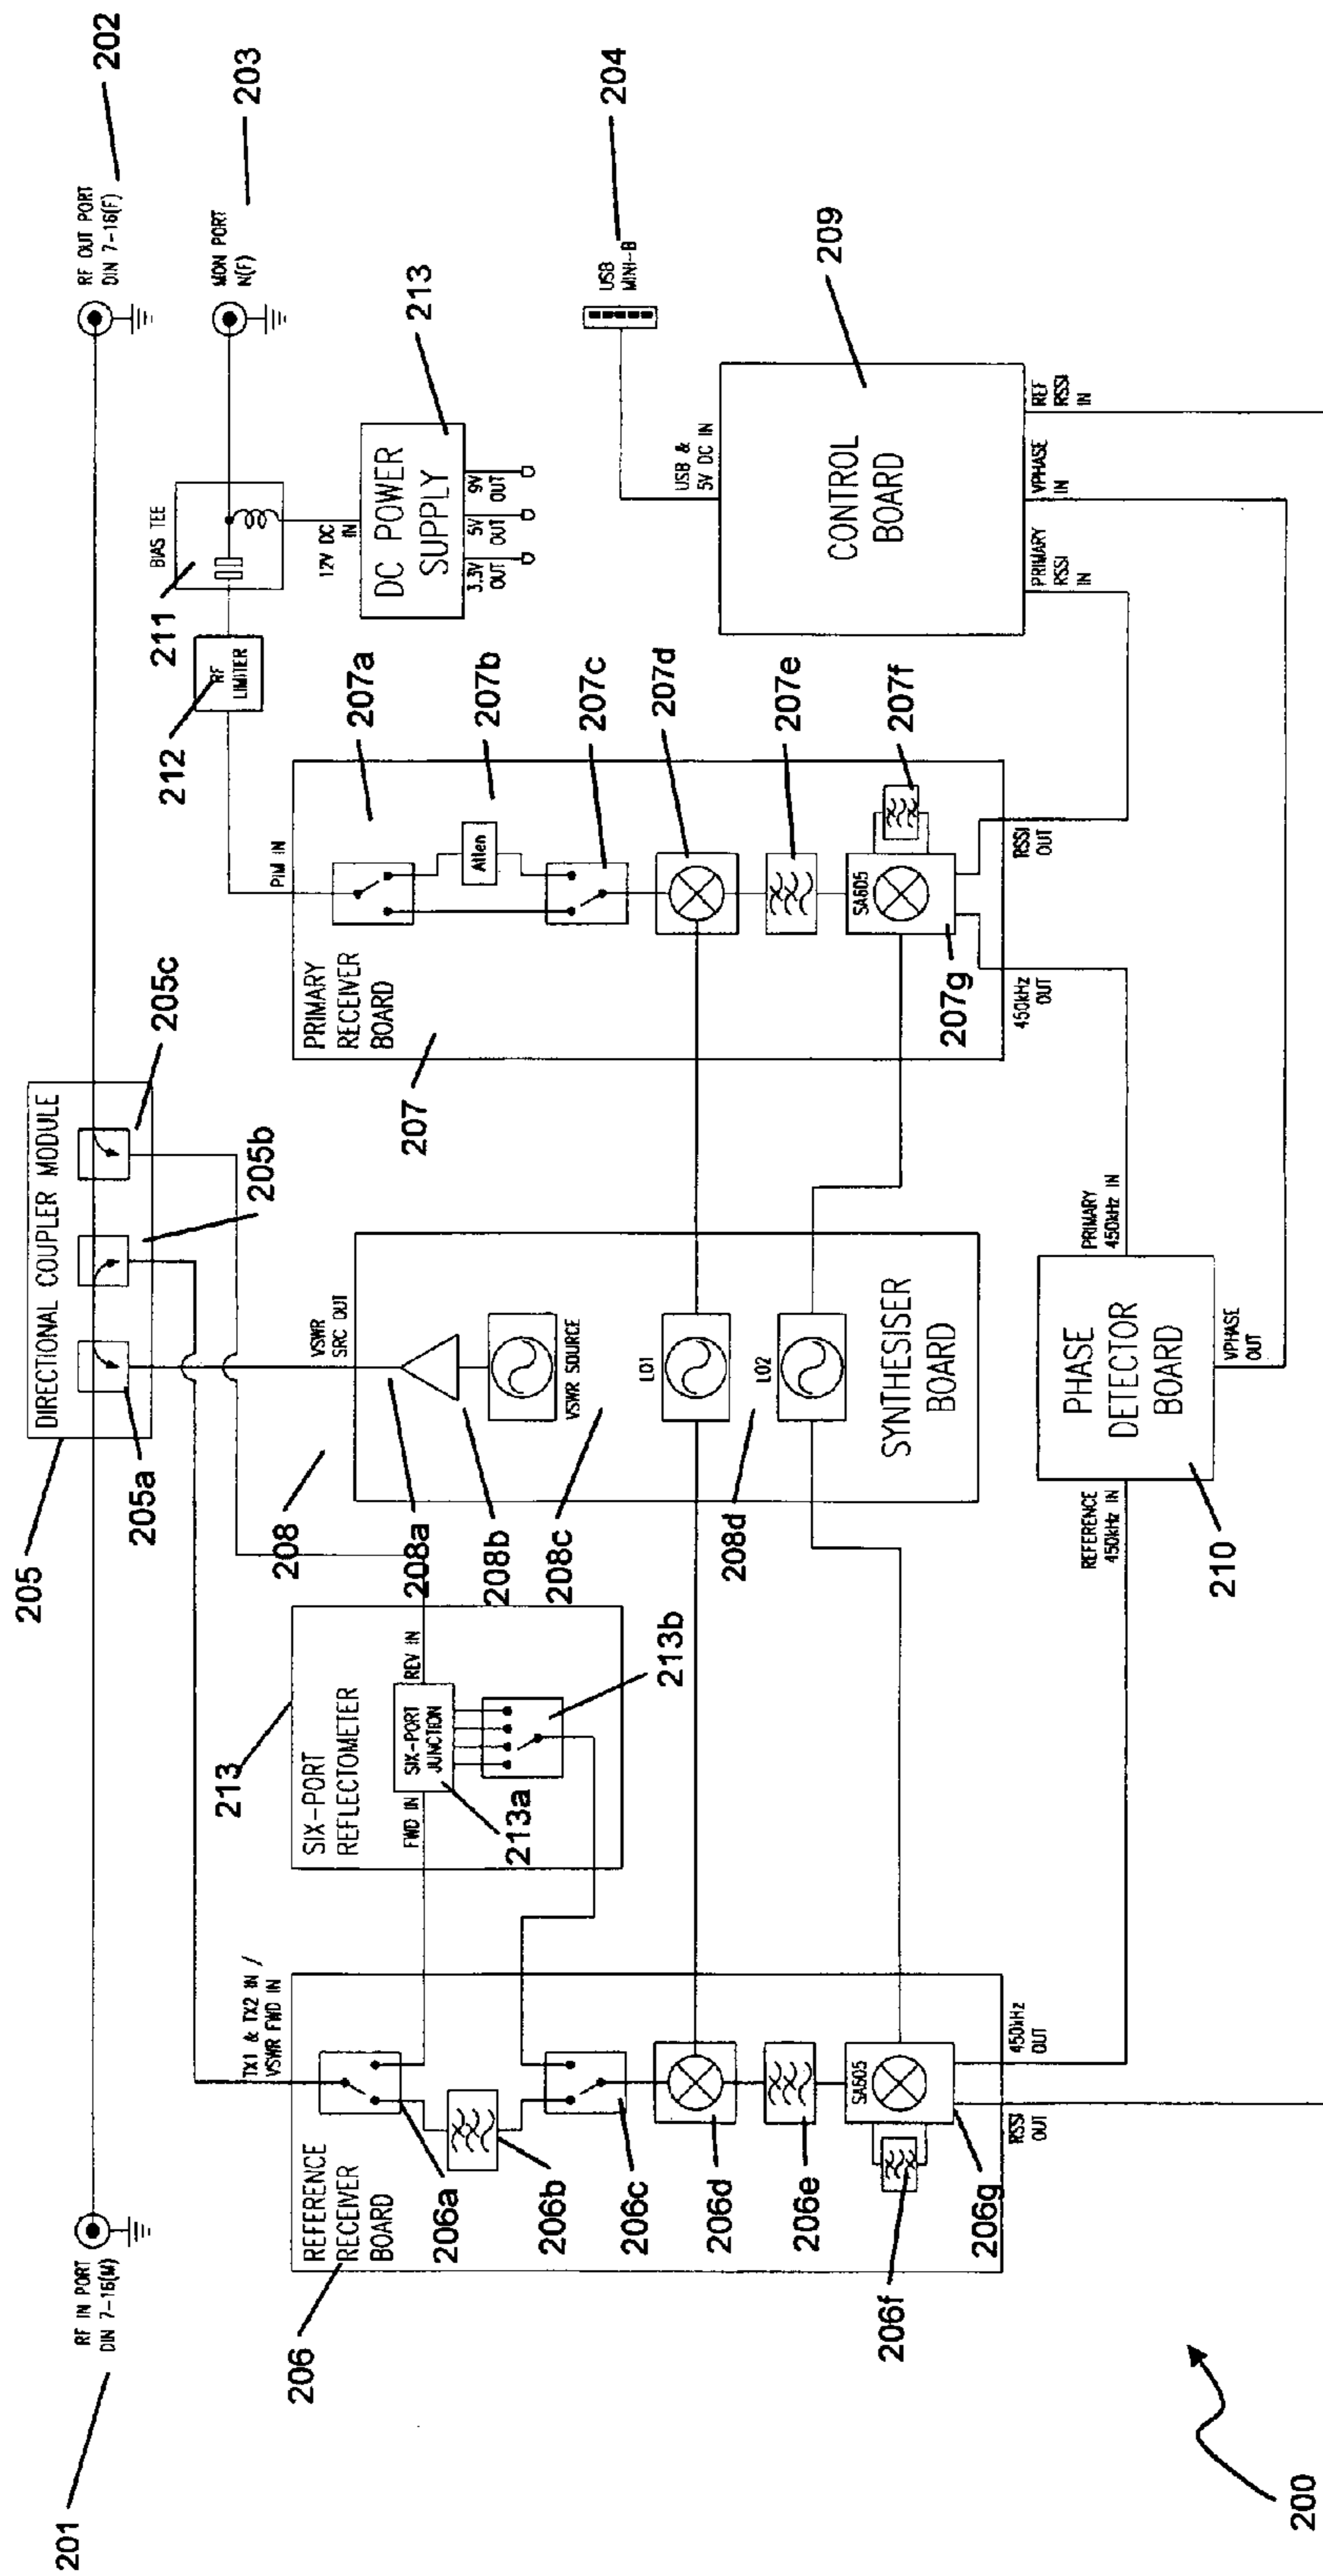 201
RF IN PORT
DIN 7-16(M)
205
DIRECTIONAL COUPLER MODULE
205a
205b
205c
RF OUT PORT
DIN 7-16(F)
202
MON PORT
N(F)
203
BIAS TEE
211
RF
LIMITER
212
12V DC
IN
DC POWER
SUPPLY
213
3.3V
OUT
5V
OUT
9V
OUT
USB
MINI-B
204
TX1 & TX2 IN /
VSWR FWD IN
REFERENCE
RECEIVER
BOARD
206
206a
206b
206c
206d
206e
206f
206g
SA605
RSSI
OUT
450kHz
OUT
213
SIX-PORT
REFLECTOMETER
FWD IN
SIX-PORT
JUNCTION
REV IN
213a
213b
208
VSWR
SRC OUT
208a
208b
VSWR SOURCE
208c
LO1
208d
LO2
SYNTHESISER
BOARD
PIM IN
PRIMARY
RECEIVER
BOARD
207
207a
Atten
207b
207c
207d
207e
207f
SA605
207g
450kHz
OUT
RSSI
OUT
USB &
5V DC IN
CONTROL
BOARD
209
PRIMARY
RSSI
IN
VPHASE
IN
REF
RSSI
IN
REFERENCE
450kHz IN
PRIMARY
450kHz IN
PHASE
DETECTOR
BOARD
210
VPHASE
OUT
200